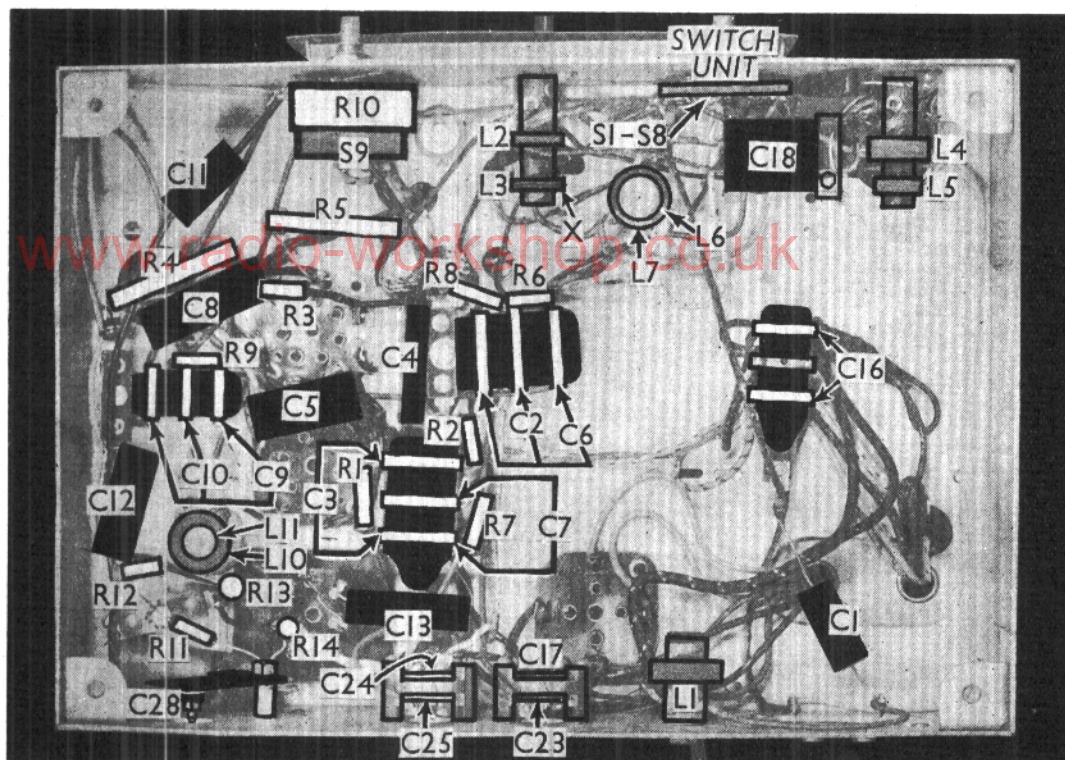 SWITCH
UNIT
R10
S9
L2
L3
S1-S8
C18
L4
L5
C11
R5
X
L6
L7
www.radio-workshop.co.uk
R4
C8
R3
R8
R6
C4
C16
R9
C5
R2
C2
C6
C10
C9
R1
C3
R7
C7
C12
L11
L10
R12
R13
R11
R14
C13
C1
C24
C17
C28
L1
C25
C23